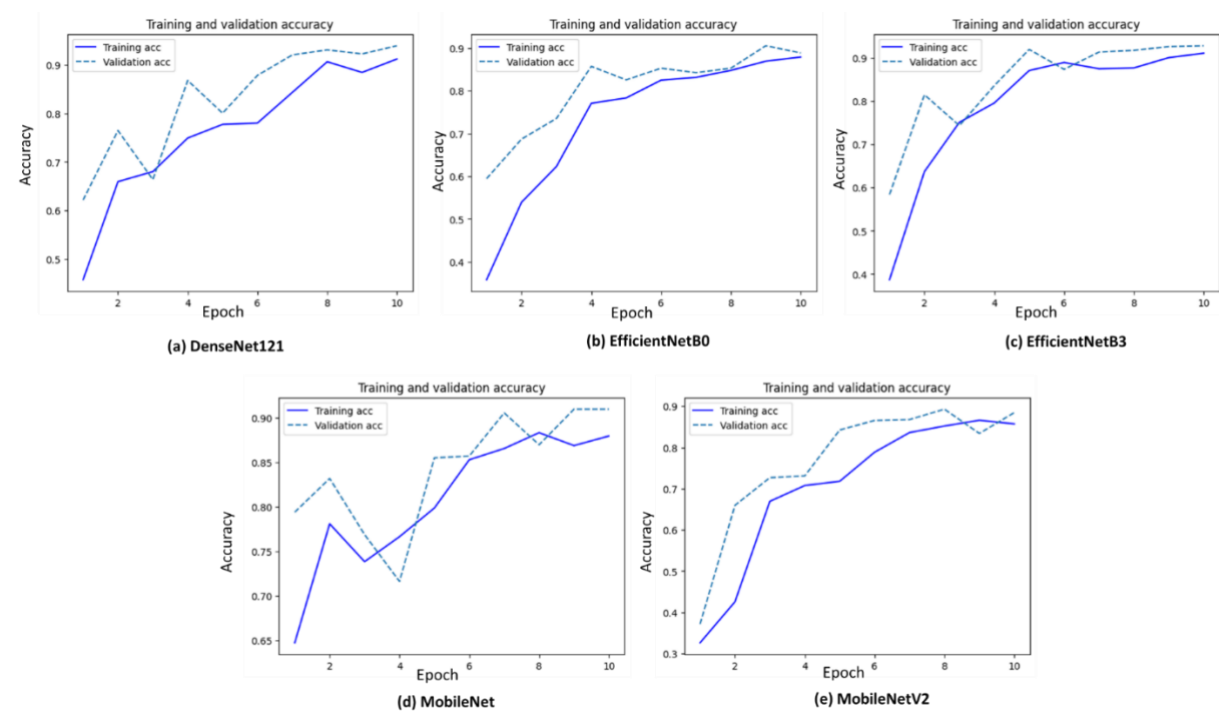 Training and validation accuracy
Training acc
Validation acc
0.9
0.8
0.7
0.6
0.5
Accuracy
2
4
6
8
10
Epoch
(a) DenseNet121
Training and validation accuracy
Training acc
Validation acc
0.9
0.8
0.7
0.6
0.5
0.4
Accuracy
2
4
6
8
10
Epoch
(b) EfficientNetB0
Training and validation accuracy
Training acc
Validation acc
0.9
0.8
0.7
0.6
0.5
0.4
Accuracy
2
4
6
8
10
Epoch
(c) EfficientNetB3
Training and validation accuracy
Training acc
Validation acc
0.90
0.85
0.80
0.75
0.70
0.65
Accuracy
2
4
6
8
10
Epoch
(d) MobileNet
Training and validation accuracy
Training acc
Validation acc
0.9
0.8
0.7
0.6
0.5
0.4
0.3
Accuracy
2
4
6
8
10
Epoch
(e) MobileNetV2